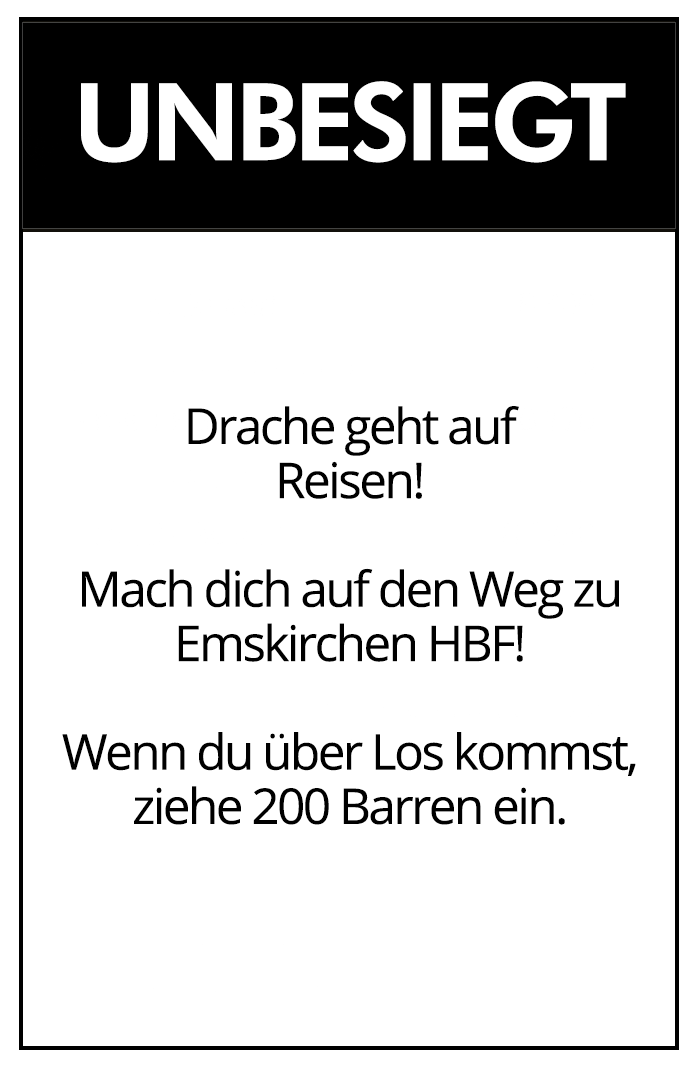 UNBESIEGT
Drache geht auf
Reisen!
Mach dich auf den Weg zu
Emskirchen HBF!
Wenn du über Los kommst,
ziehe 200 Barren ein.